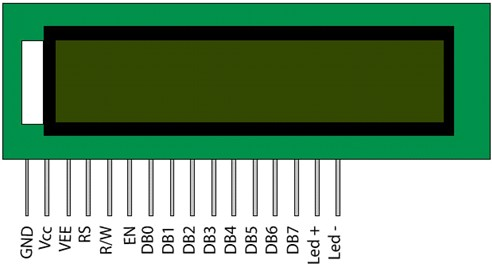 GND
Vcc
VEE
RS
R/W
EN
DB0
DB1
DB2
DB3
DB4
DB5
DB6
DB7
Led +
Led -